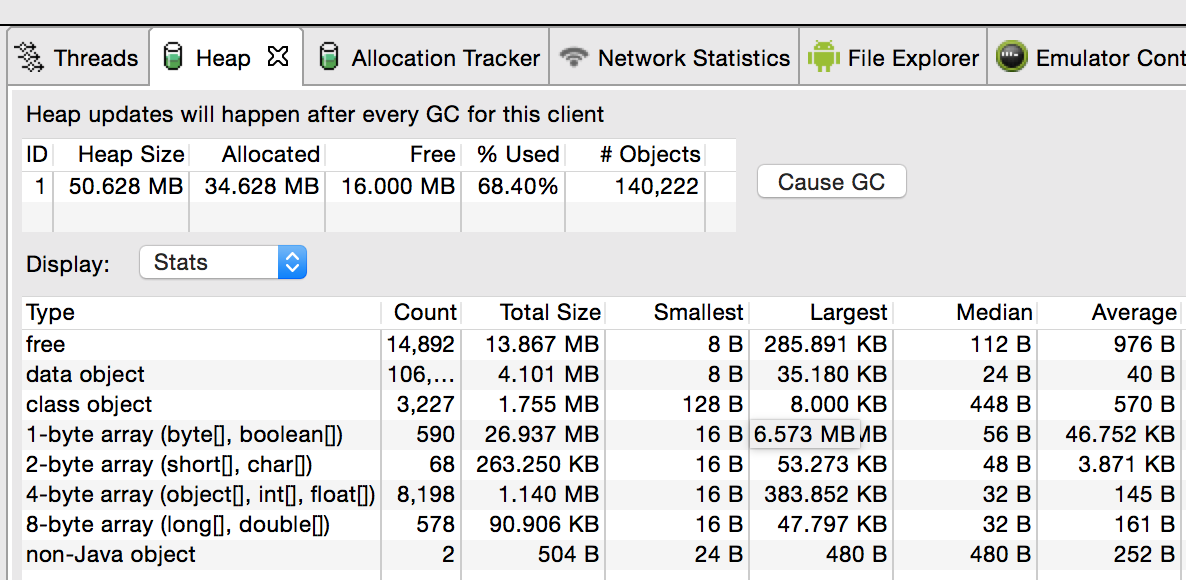 Threads Heap Allocation Tracker Network Statistics File Explorer Emulator Cont
Heap updates will happen after every GC for this client
ID Heap Size Allocated Free % Used # Objects
1 50.628 MB 34.628 MB 16.000 MB 68.40% 140,222
Cause GC
Display: Stats
Type Count Total Size Smallest Largest Median Average
free 14,892 13.867 MB 8 B 285.891 KB 112 B 976 B
data object 106,... 4.101 MB 8 B 35.180 KB 24 B 40 B
class object 3,227 1.755 MB 128 B 8.000 KB 448 B 570 B
1-byte array (byte[], boolean[]) 590 26.937 MB 16 B 6.573 MB 56 B 46.752 KB
2-byte array (short[], char[]) 68 263.250 KB 16 B 53.273 KB 48 B 3.871 KB
4-byte array (object[], int[], float[]) 8,198 1.140 MB 16 B 383.852 KB 32 B 145 B
8-byte array (long[], double[]) 578 90.906 KB 16 B 47.797 KB 32 B 161 B
non-Java object 2 504 B 24 B 480 B 480 B 252 B